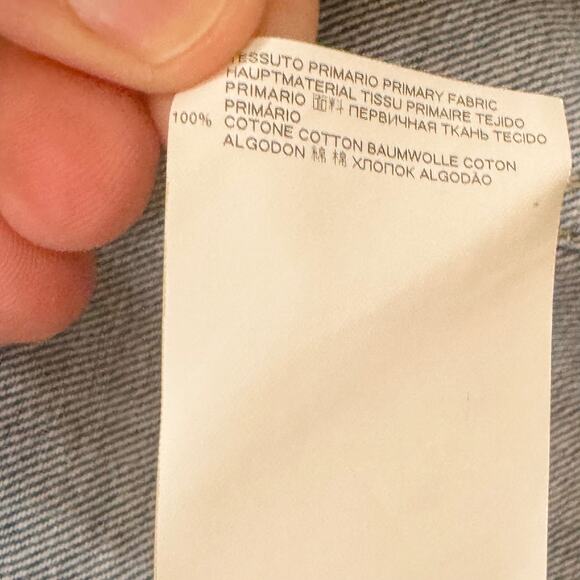 TESSUTO PRIMARIO PRIMARY FABRIC
HAUPTMATERIAL TISSU PRIMAIRE TEJIDO
PRIMARIO 面料 ПЕРВИЧНАЯ ТКАНЬ TECIDO
PRIMÁRIO
100% COTONE COTTON BAUMWOLLE COTON
ALGODON 綿 棉 ХЛОПОК ALGODÃO